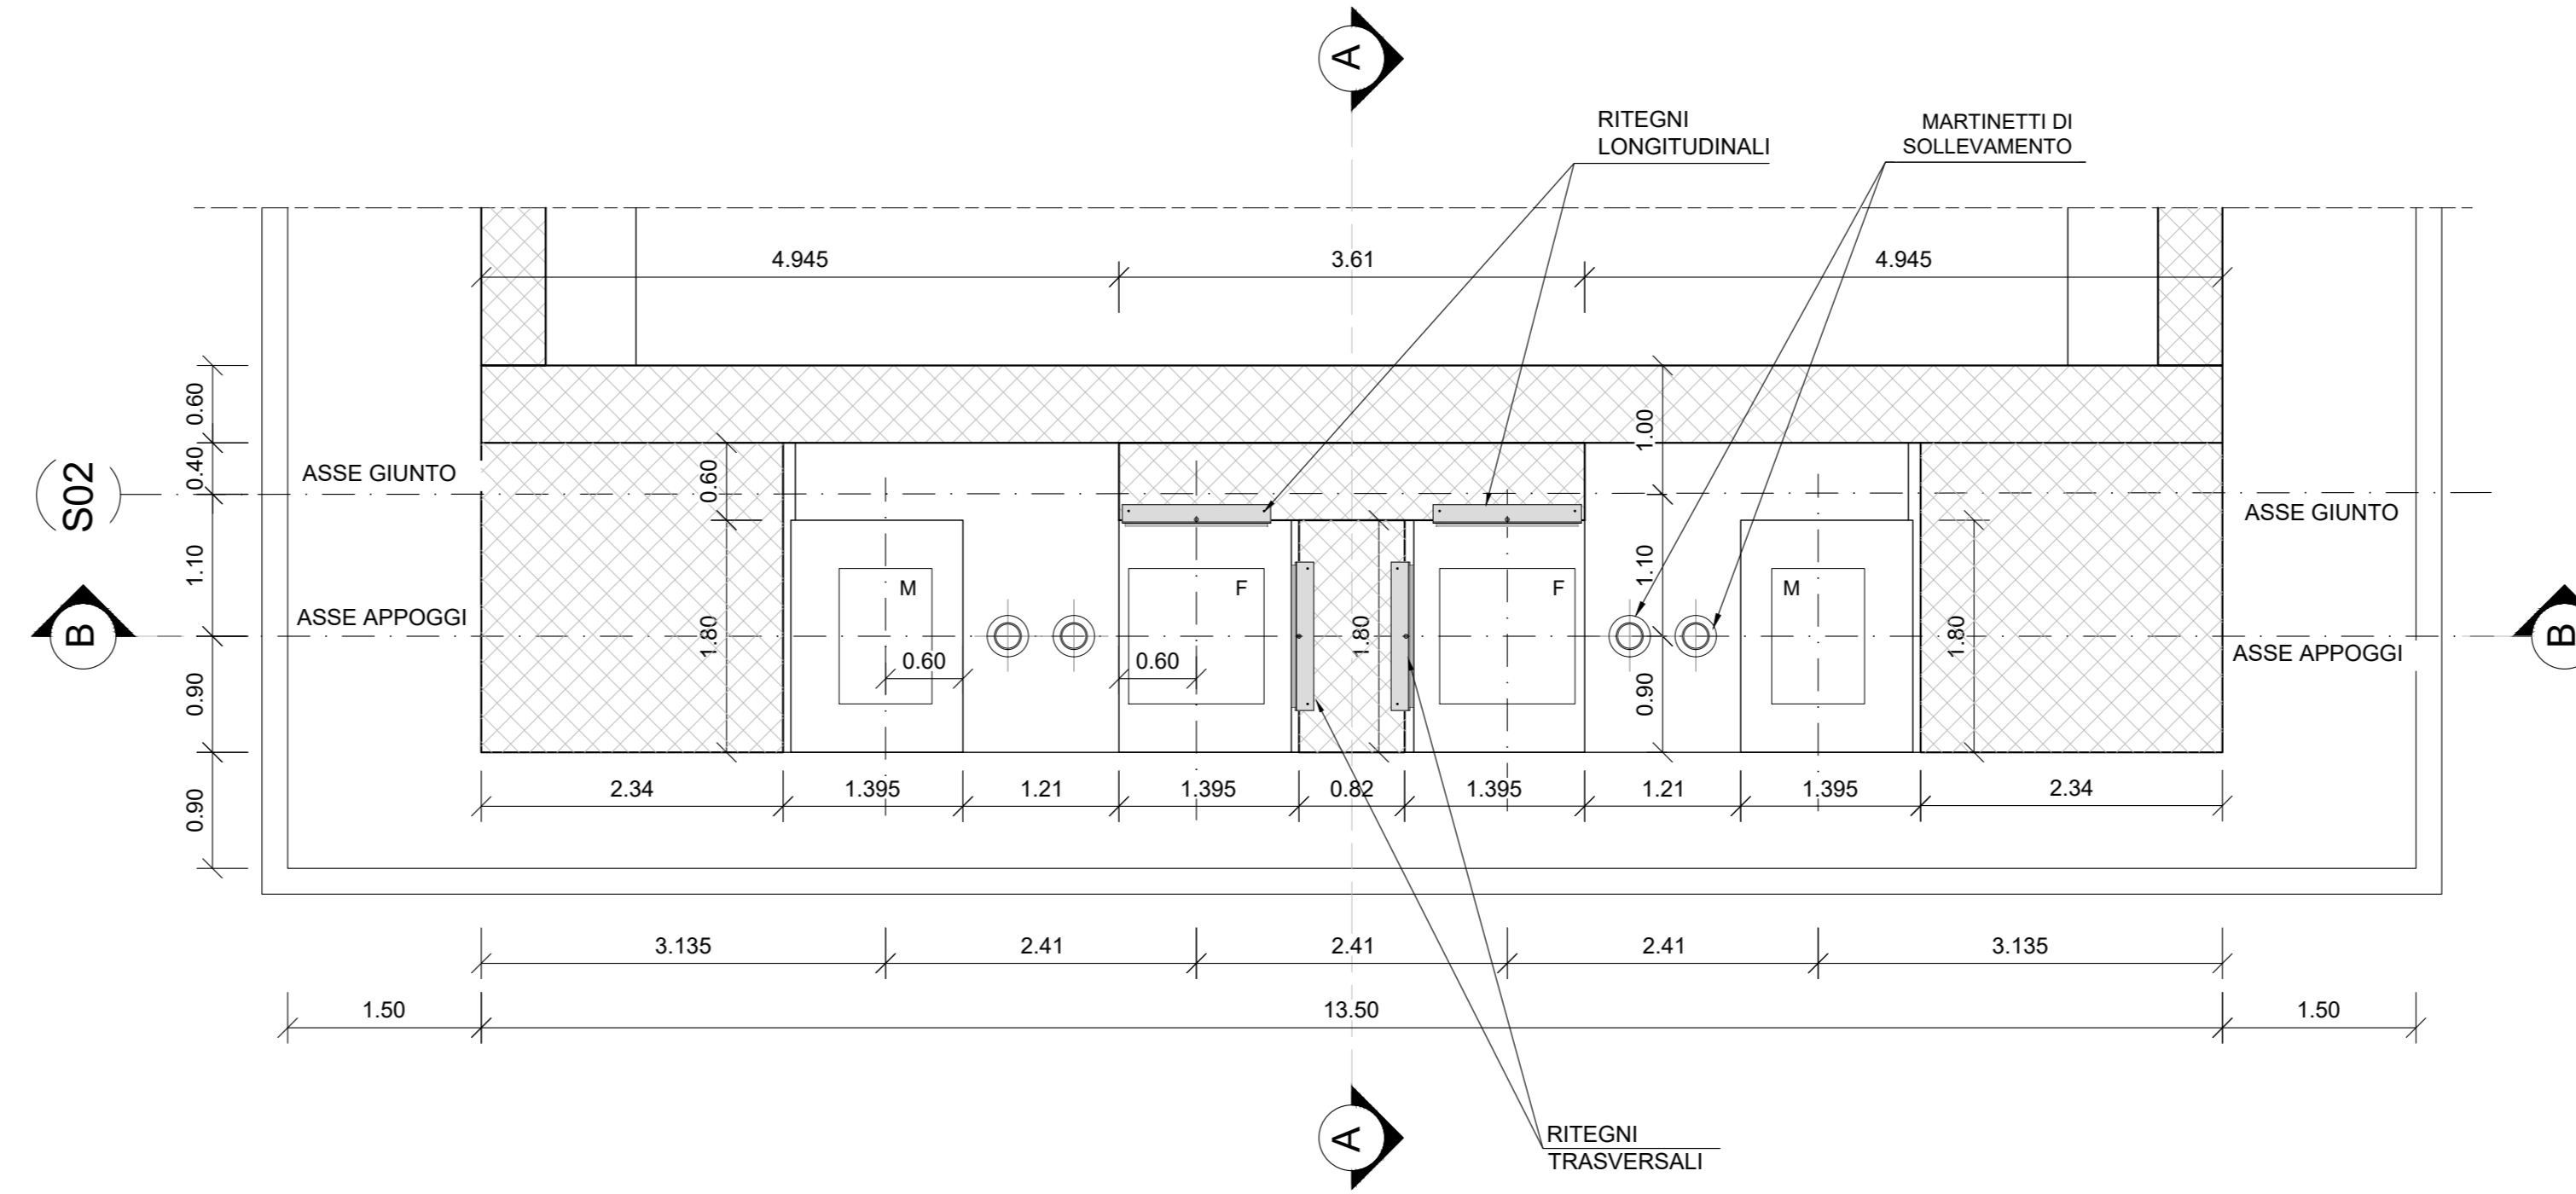 A
RITEGNI
LONGITUDINALI
MARTINETTI DI
SOLLEVAMENTO
4.945
3.61
4.945
0.60
0.40
1.10
0.90
0.90
S02
ASSE GIUNTO
0.60
1.00
ASSE GIUNTO
B
ASSE APPOGGI
M
F
F
M
1.80
0.60
0.60
1.80
1.10
0.90
1.80
ASSE APPOGGI
B
2.34
1.395
1.21
1.395
0.82
1.395
1.21
1.395
2.34
3.135
2.41
2.41
2.41
3.135
1.50
13.50
1.50
A
RITEGNI
TRASVERSALI